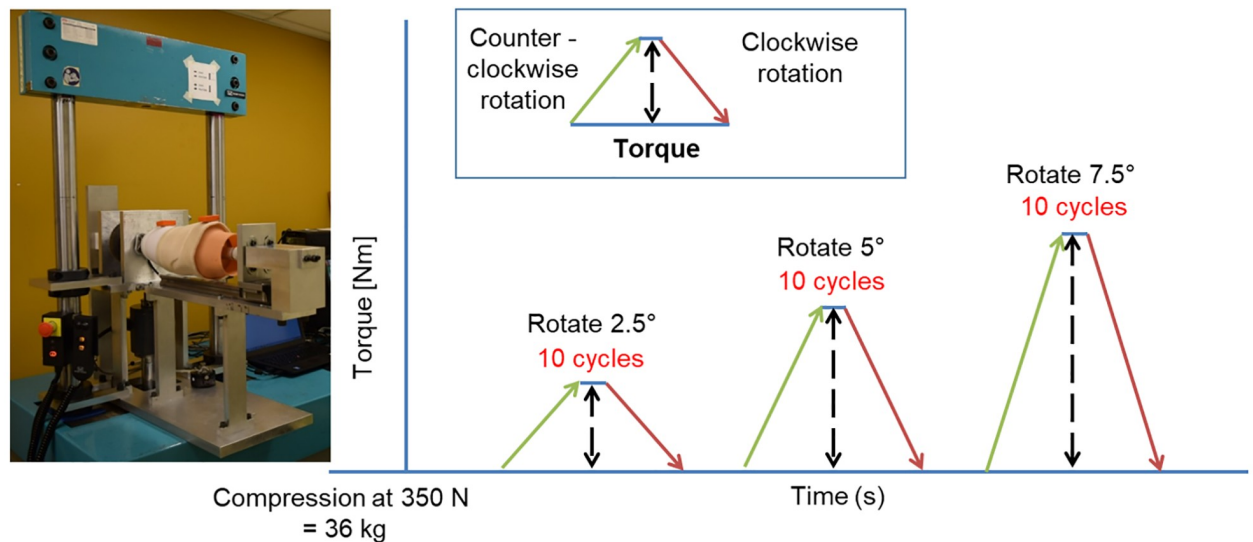 Counter -
clockwise
rotation
Clockwise
rotation
Torque
Rotate 2.5°
10 cycles
Rotate 5°
10 cycles
Rotate 7.5°
10 cycles
Torque [Nm]
Compression at 350 N
= 36 kg
Time (s)